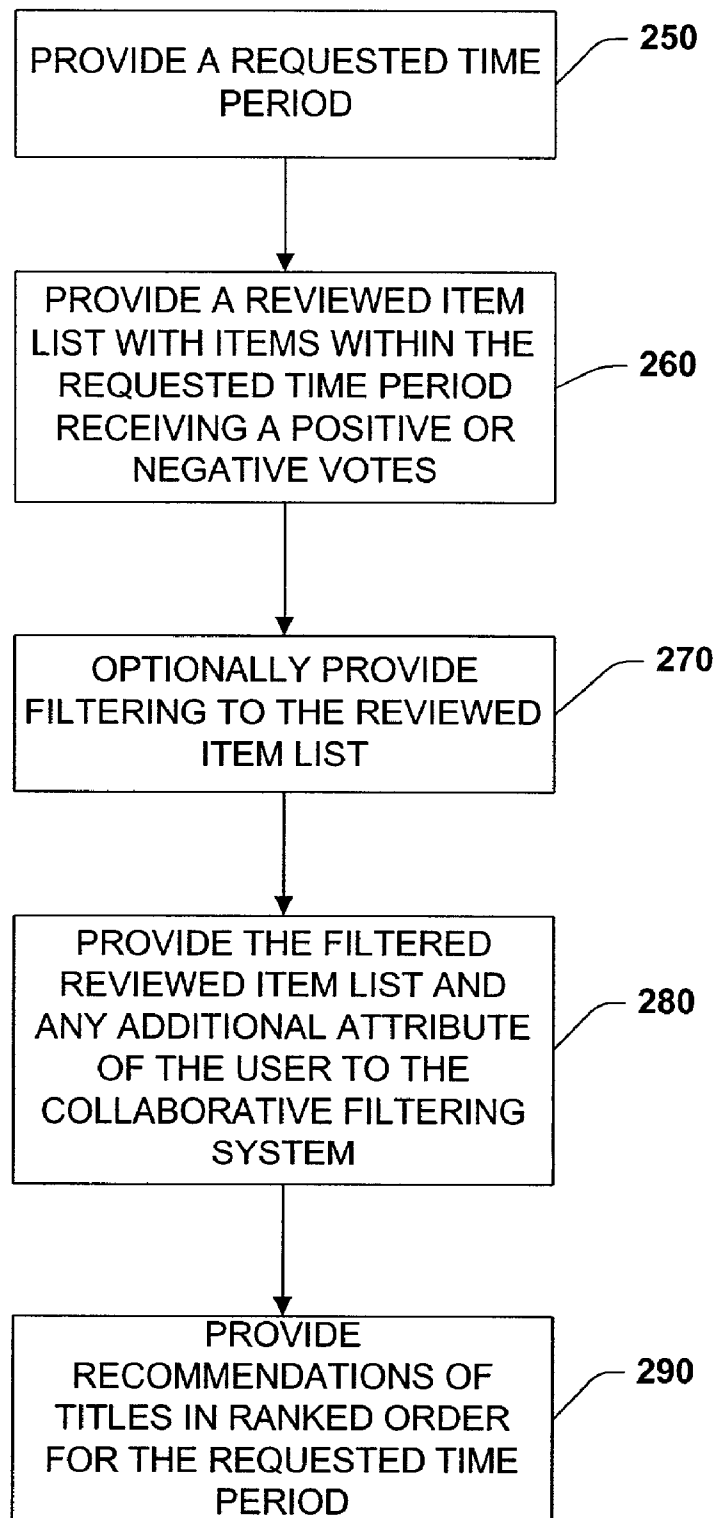 PROVIDE A REQUESTED TIME
PERIOD
250
PROVIDE A REVIEWED ITEM
LIST WITH ITEMS WITHIN THE
REQUESTED TIME PERIOD
RECEIVING A POSITIVE OR
NEGATIVE VOTES
260
OPTIONALLY PROVIDE
FILTERING TO THE REVIEWED
ITEM LIST
270
PROVIDE THE FILTERED
REVIEWED ITEM LIST AND
ANY ADDITIONAL ATTRIBUTE
OF THE USER TO THE
COLLABORATIVE FILTERING
SYSTEM
280
PROVIDE
RECOMMENDATIONS OF
TITLES IN RANKED ORDER
FOR THE REQUESTED TIME
PERIOD
290